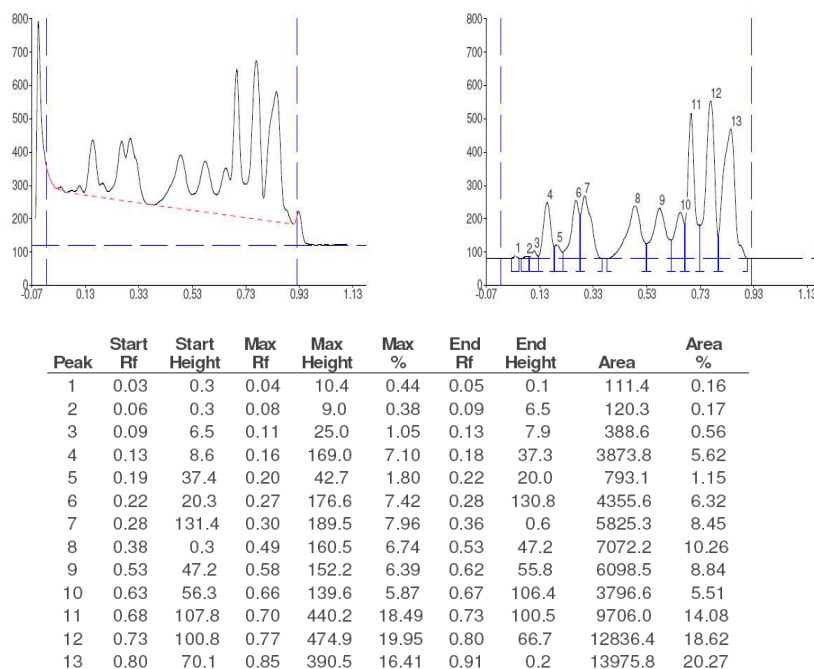 800
700
600
500
400
300
200
100
0
-0.07 0.13 0.33 0.53 0.73 0.93 1.13
800
700
600
500
400
300
200
100
0
-0.07 0.13 0.33 0.53 0.73 0.93 1.13
1 2 3 4 5 6 7 8 9 10 11 12 13
Start Start Max Max Max End End Area
Peak Rf Height Rf Height % Rf Height Area %
1 0.03 0.3 0.04 10.4 0.44 0.05 0.1 111.4 0.16
2 0.06 0.3 0.08 9.0 0.38 0.09 6.5 120.3 0.17
3 0.09 6.5 0.11 25.0 1.05 0.13 7.9 388.6 0.56
4 0.13 8.6 0.16 169.0 7.10 0.18 37.3 3873.8 5.62
5 0.19 37.4 0.20 42.7 1.80 0.22 20.0 793.1 1.15
6 0.22 20.3 0.27 176.6 7.42 0.28 130.8 4355.6 6.32
7 0.28 131.4 0.30 189.5 7.96 0.36 0.6 5825.3 8.45
8 0.38 0.3 0.49 160.5 6.74 0.53 47.2 7072.2 10.26
9 0.53 47.2 0.58 152.2 6.39 0.62 55.8 6098.5 8.84
10 0.63 56.3 0.66 139.6 5.87 0.67 106.4 3796.6 5.51
11 0.68 107.8 0.70 440.2 18.49 0.73 100.5 9706.0 14.08
12 0.73 100.8 0.77 474.9 19.95 0.80 66.7 12836.4 18.62
13 0.80 70.1 0.85 390.5 16.41 0.91 0.2 13975.8 20.27